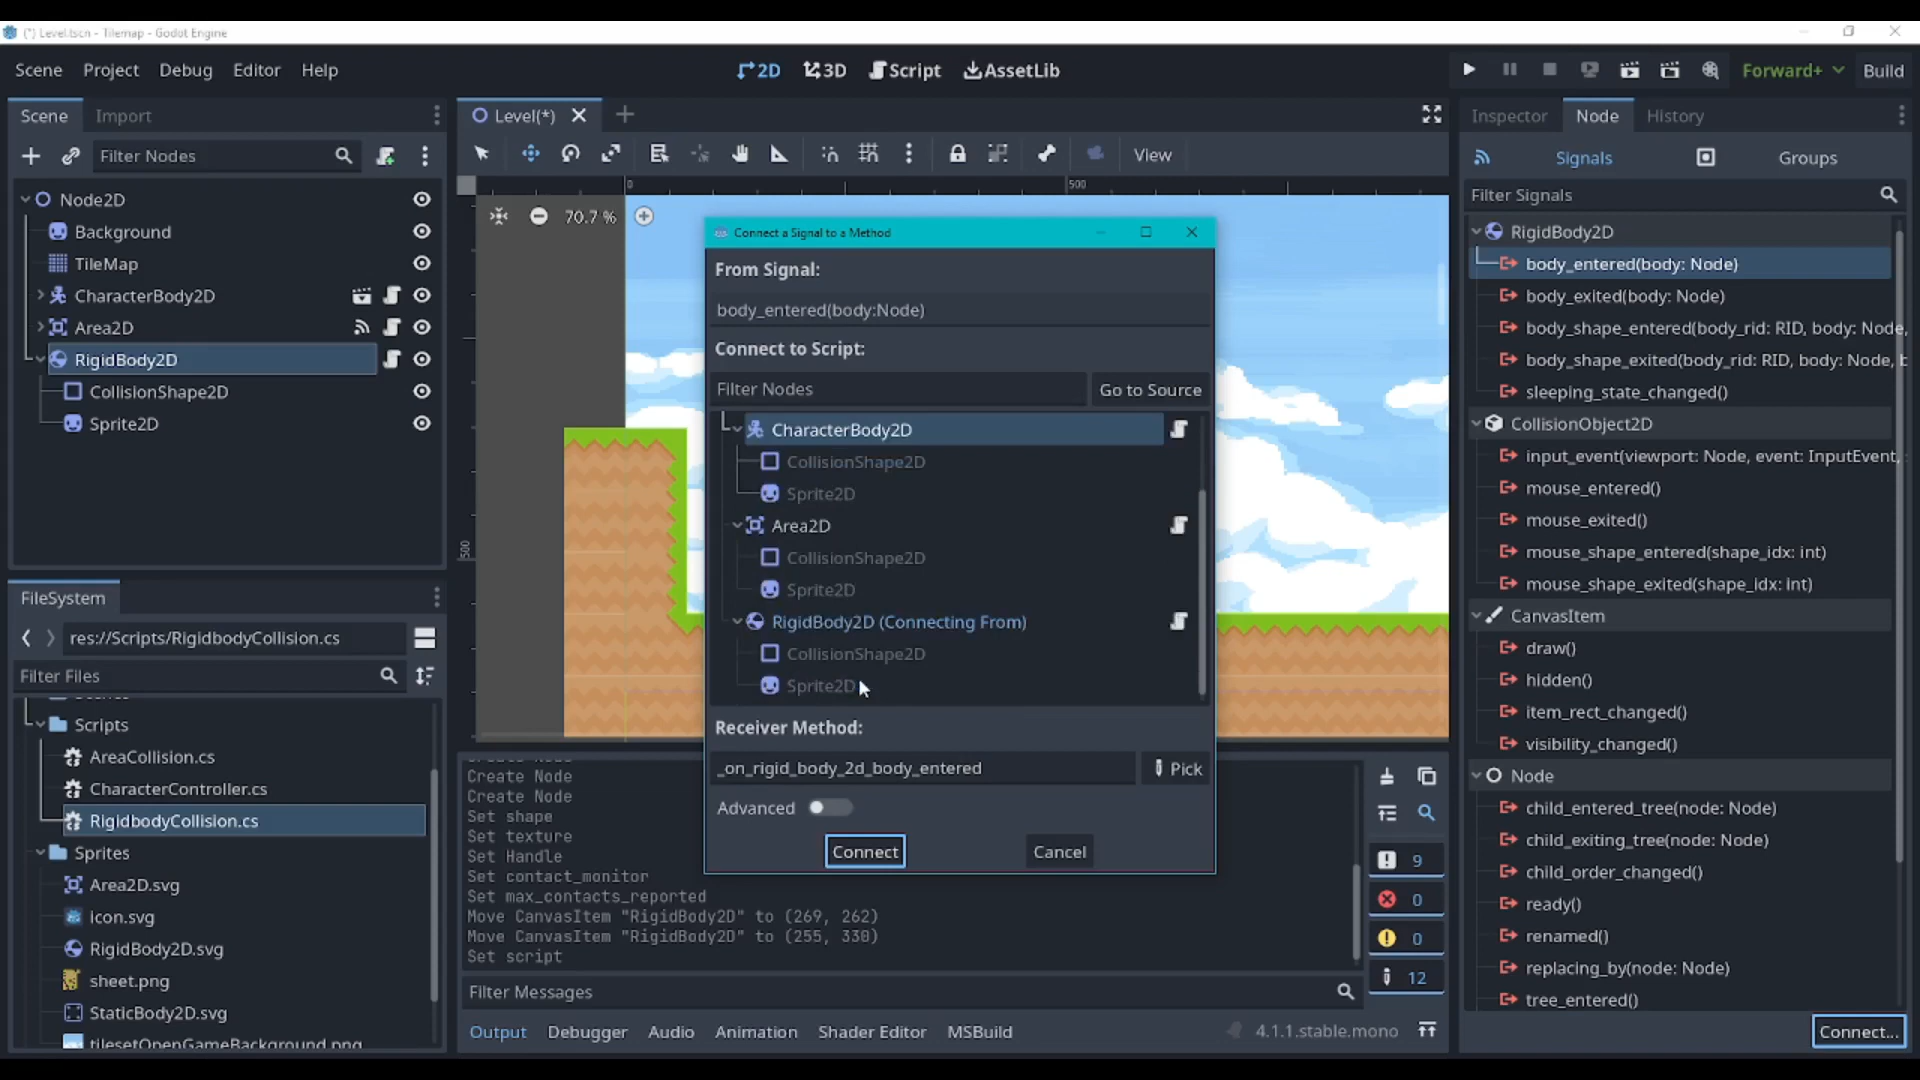 (*) Level.tscn - Tilemap - Godot Engine
Scene Project Debug Editor Help
2D 3D Script AssetLib
Forward+ Build
Scene Import
Filter Nodes
Node2D
Background
TileMap
CharacterBody2D
Area2D
RigidBody2D
CollisionShape2D
Sprite2D
FileSystem
res://Scripts/RigidbodyCollision.cs
Filter Files
Scripts
AreaCollision.cs
CharacterController.cs
RigidbodyCollision.cs
Sprites
Area2D.svg
icon.svg
RigidBody2D.svg
sheet.png
StaticBody2D.svg
tilesetOpenGameBackground.png
Level(*)
View
0
500
500
70.7 %
Connect a Signal to a Method
From Signal:
body_entered(body:Node)
Connect to Script:
Filter Nodes Go to Source
CharacterBody2D
CollisionShape2D
Sprite2D
Area2D
CollisionShape2D
Sprite2D
RigidBody2D (Connecting From)
CollisionShape2D
Sprite2D
Receiver Method:
_on_rigid_body_2d_body_entered Pick
Advanced
Connect Cancel
Create Node
Create Node
Set shape
Set texture
Set Handle
Set contact_monitor
Set max_contacts_reported
Move CanvasItem "RigidBody2D" to (269, 262)
Move CanvasItem "RigidBody2D" to (255, 330)
Set script
9
0
0
12
Filter Messages
Output Debugger Audio Animation Shader Editor MSBuild 4.1.1.stable.mono
Inspector Node History
Signals Groups
Filter Signals
RigidBody2D
body_entered(body: Node)
body_exited(body: Node)
body_shape_entered(body_rid: RID, body: Node,
body_shape_exited(body_rid: RID, body: Node, b
sleeping_state_changed()
CollisionObject2D
input_event(viewport: Node, event: InputEvent,
mouse_entered()
mouse_exited()
mouse_shape_entered(shape_idx: int)
mouse_shape_exited(shape_idx: int)
CanvasItem
draw()
hidden()
item_rect_changed()
visibility_changed()
Node
child_entered_tree(node: Node)
child_exiting_tree(node: Node)
child_order_changed()
ready()
renamed()
replacing_by(node: Node)
tree_entered()
Connect...